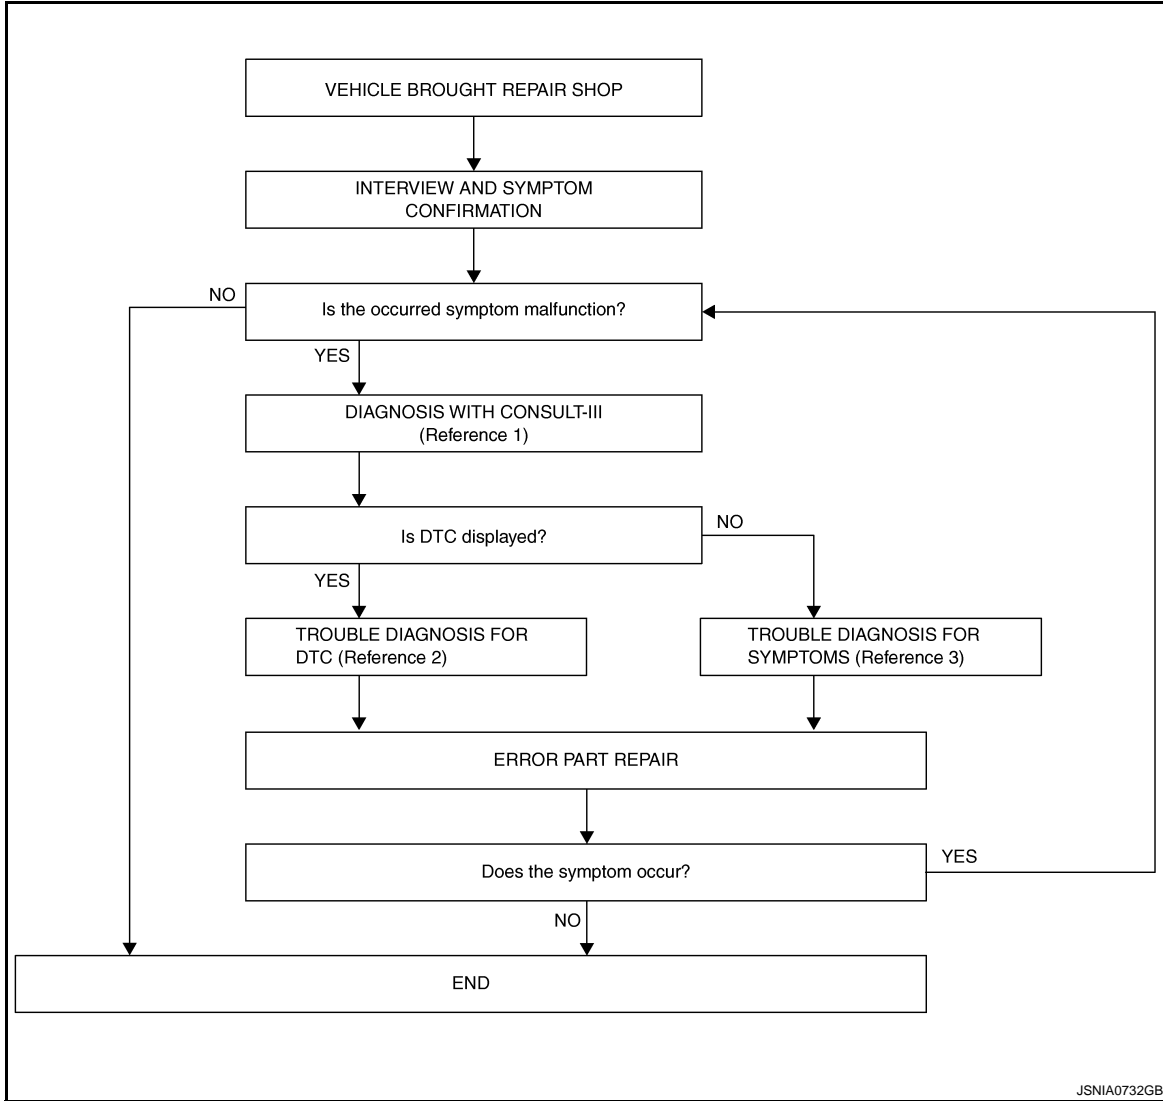 VEHICLE BROUGHT REPAIR SHOP
INTERVIEW AND SYMPTOM
CONFIRMATION
NO
Is the occurred symptom malfunction?
YES
DIAGNOSIS WITH CONSULT-III
(Reference 1)
Is DTC displayed?
NO
YES
TROUBLE DIAGNOSIS FOR
DTC (Reference 2)
TROUBLE DIAGNOSIS FOR
SYMPTOMS (Reference 3)
ERROR PART REPAIR
Does the symptom occur?
YES
NO
END
JSNIA0732GB